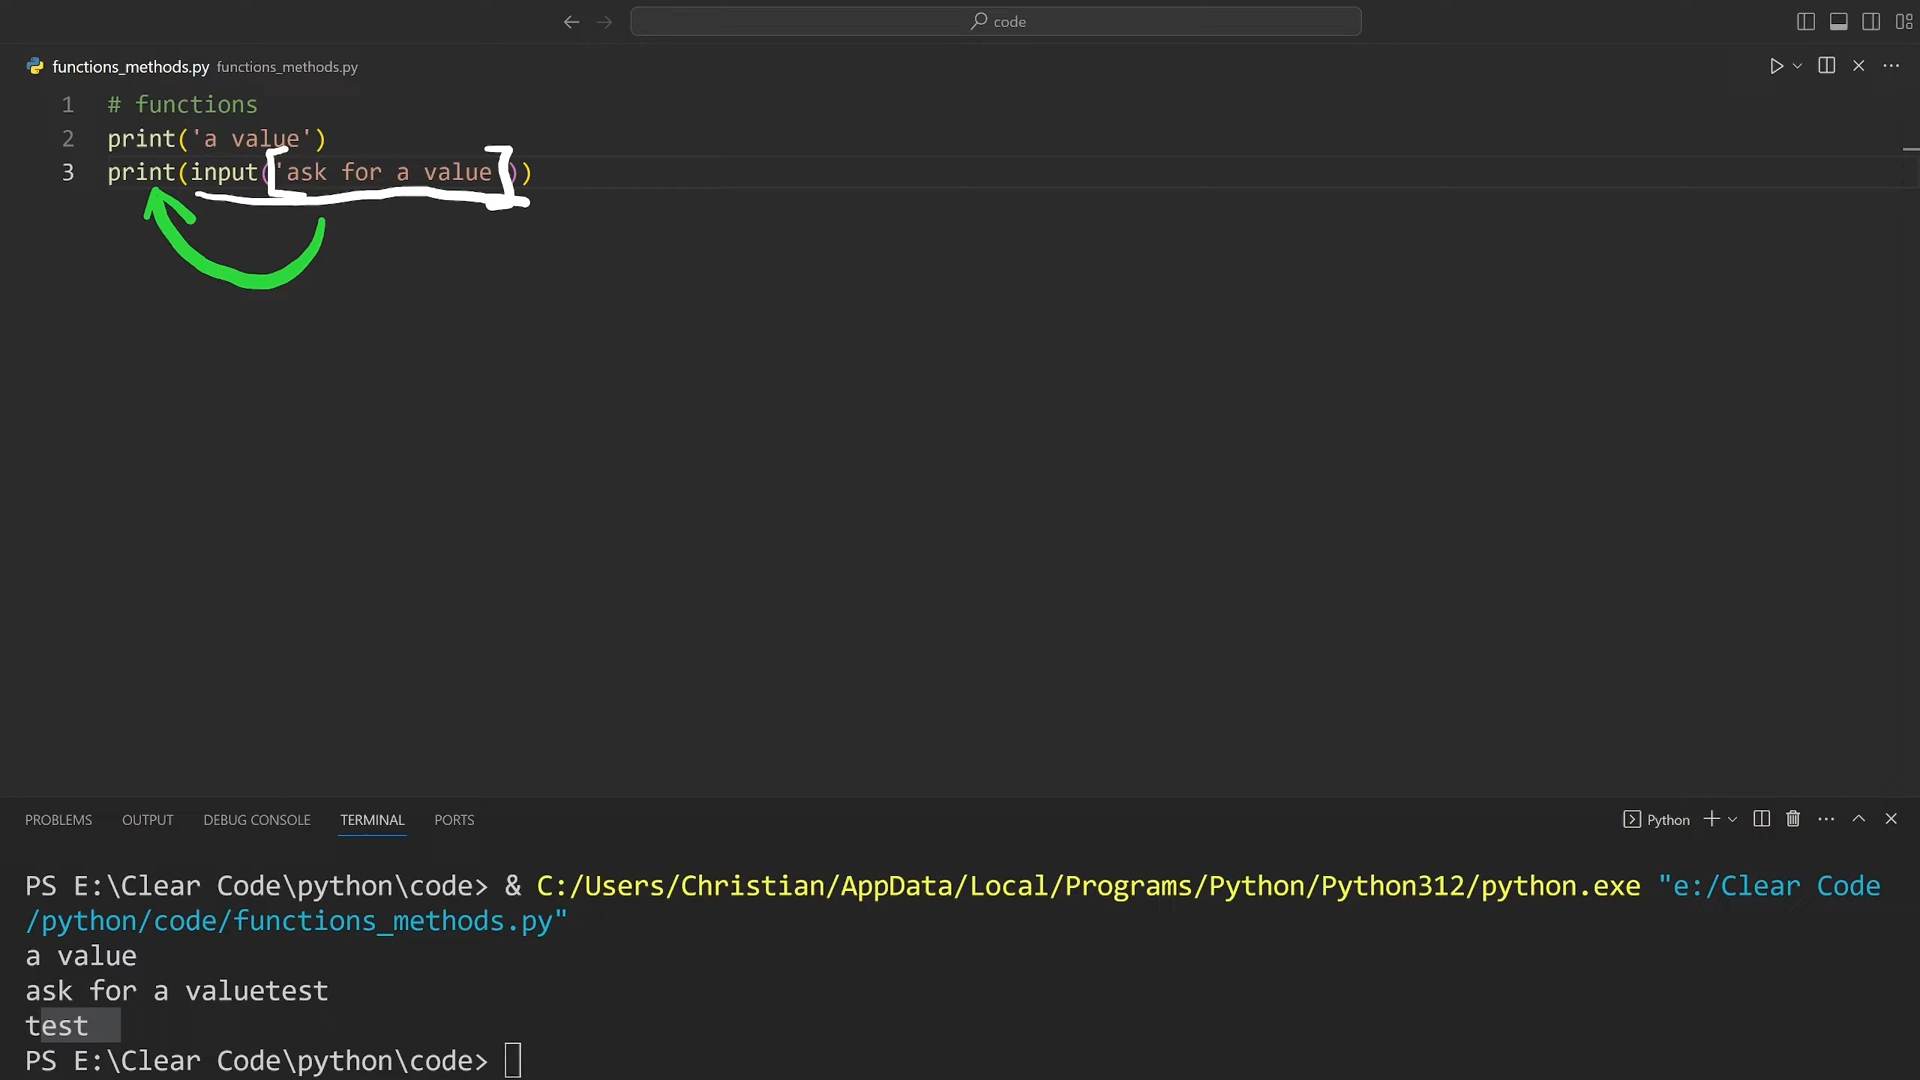 code
functions_methods.py functions_methods.py
1 # functions
2 print('a value')
3 print(input('ask for a value'))
PROBLEMS OUTPUT DEBUG CONSOLE TERMINAL PORTS
Python
PS E:\Clear Code\python\code> & C:/Users/Christian/AppData/Local/Programs/Python/Python312/python.exe "e:/Clear Code
/python/code/functions_methods.py"
a value
ask for a valuetest
test
PS E:\Clear Code\python\code>